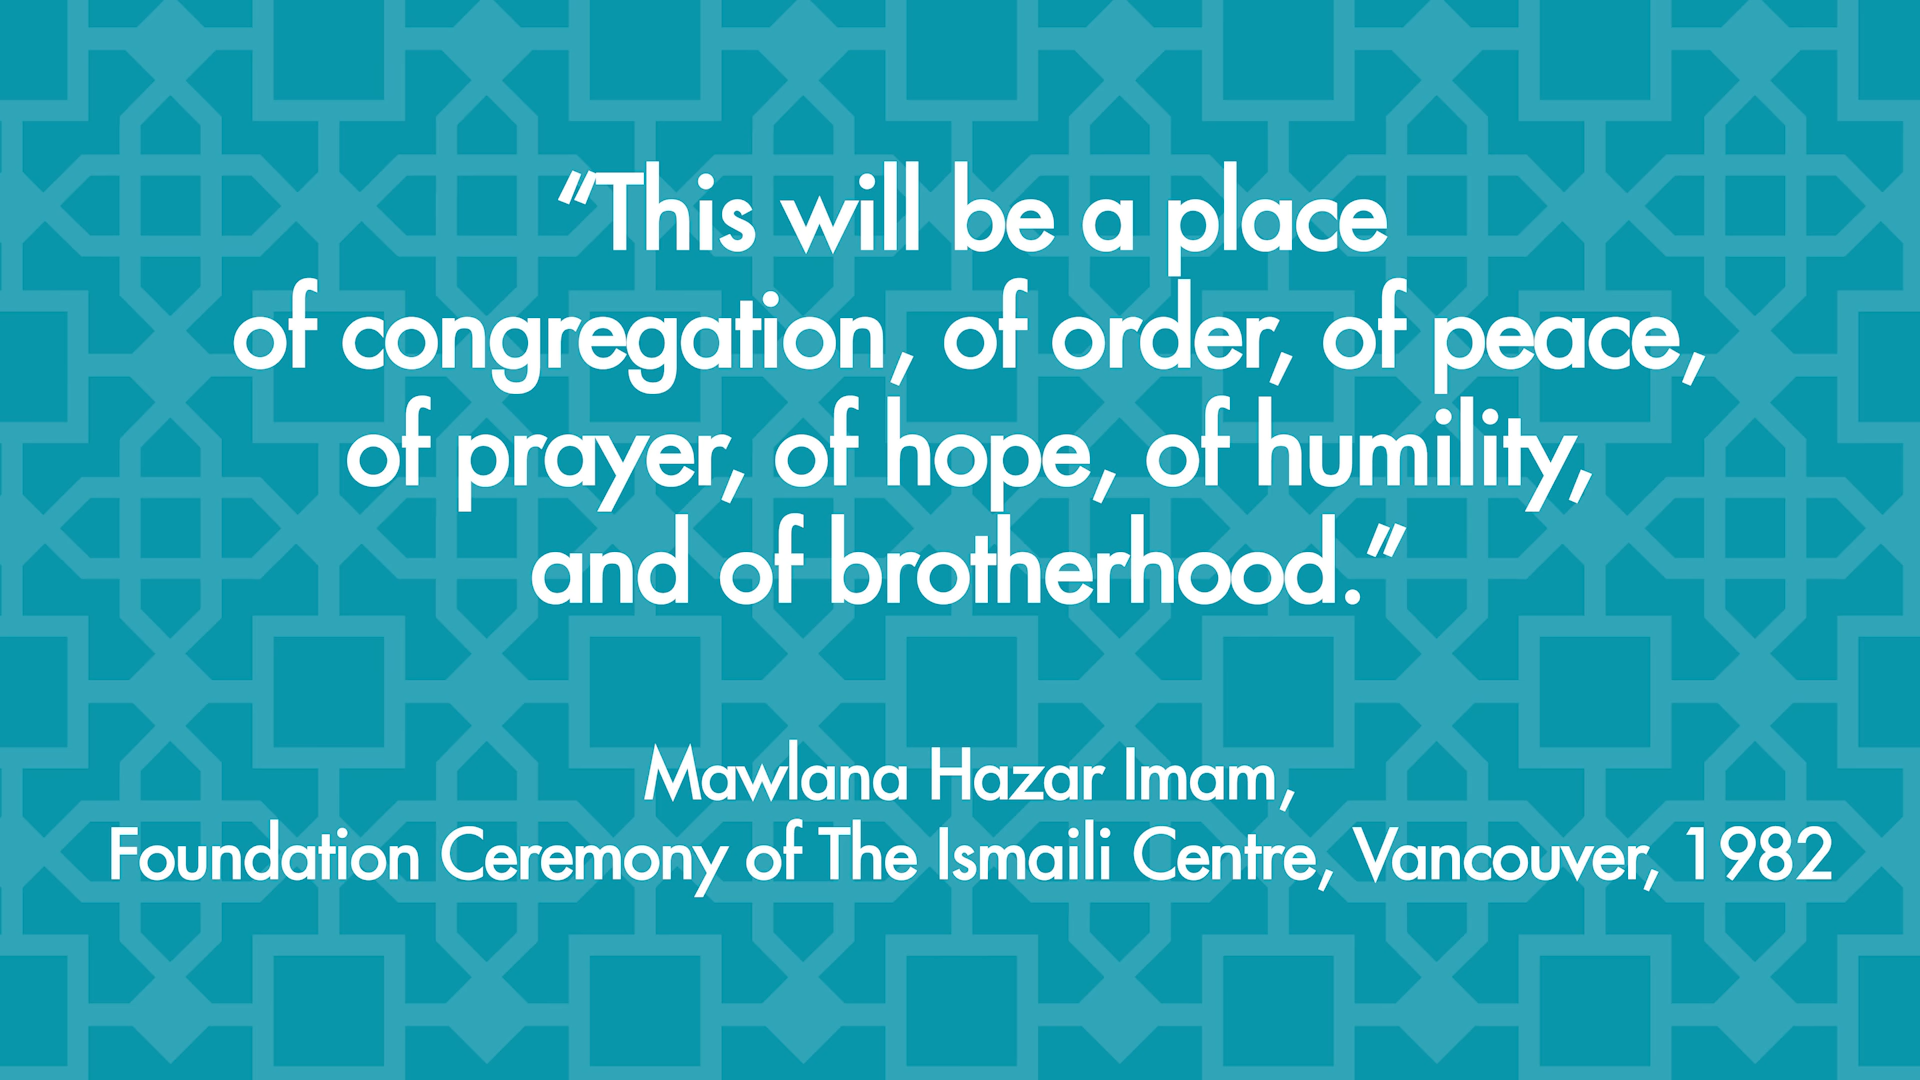 “This will be a place
of congregation, of order, of peace,
of prayer, of hope, of humility,
and of brotherhood.”
Mawlana Hazar Imam,
Foundation Ceremony of The Ismaili Centre, Vancouver, 1982